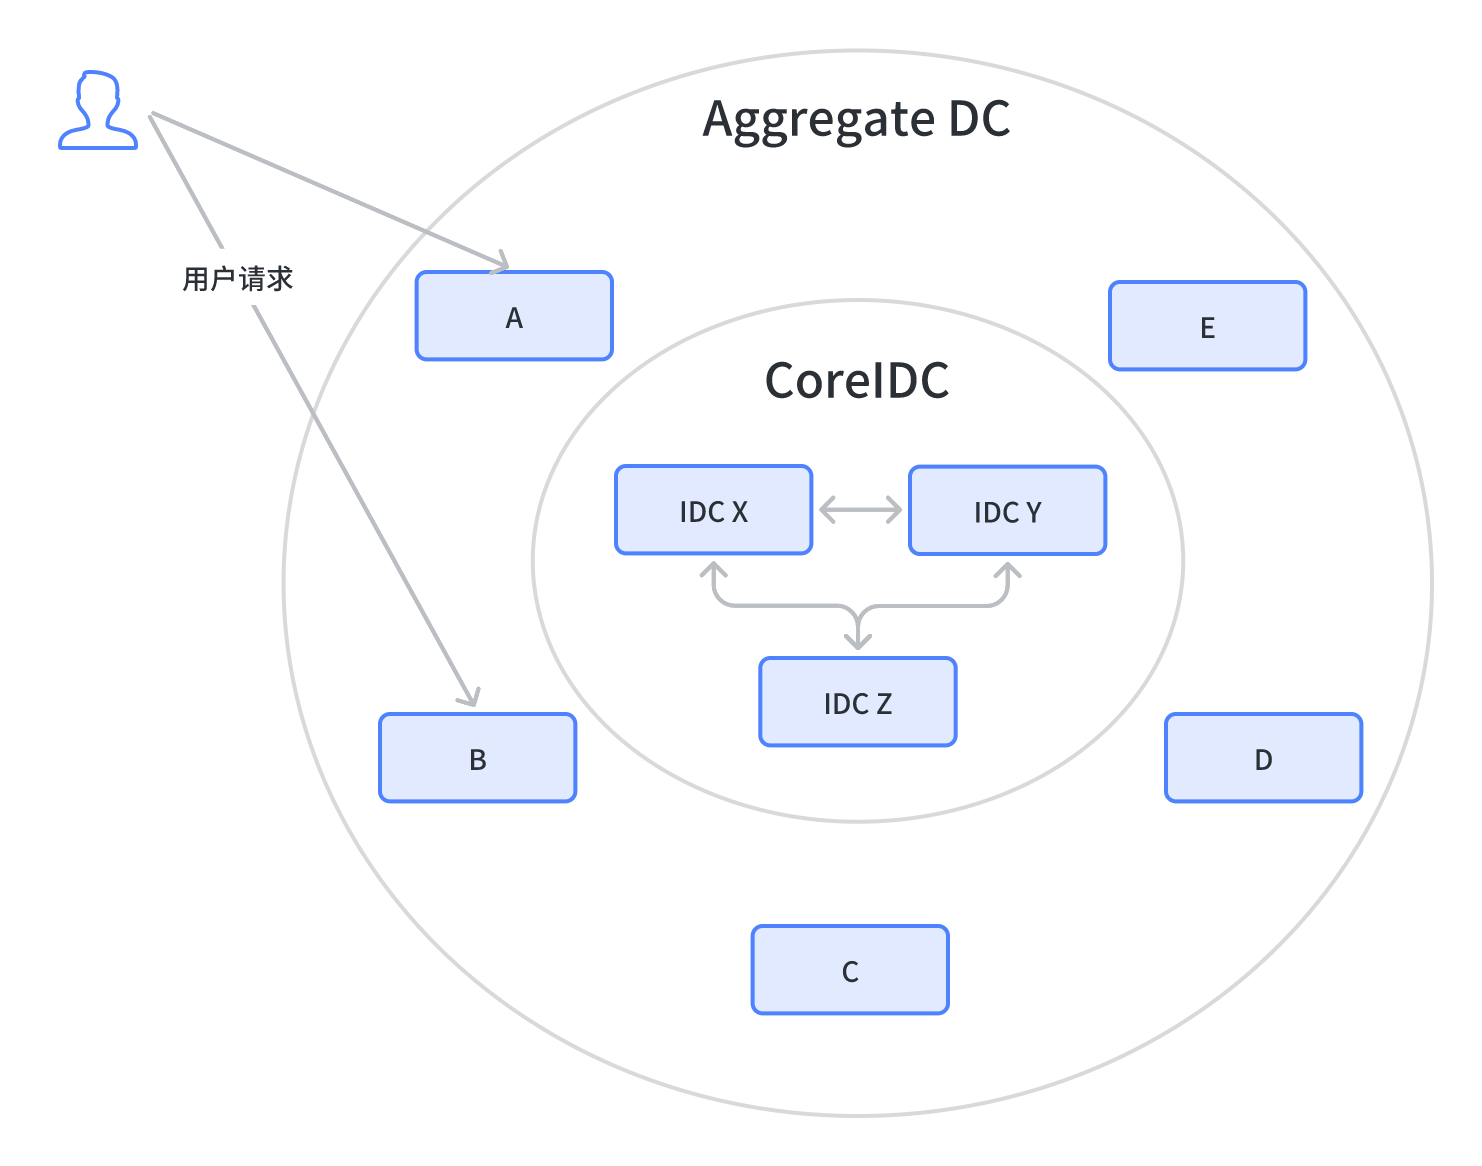 Aggregate DC
用户请求
A
E
CoreIDC
IDC X
IDC Y
IDC Z
B
D
C